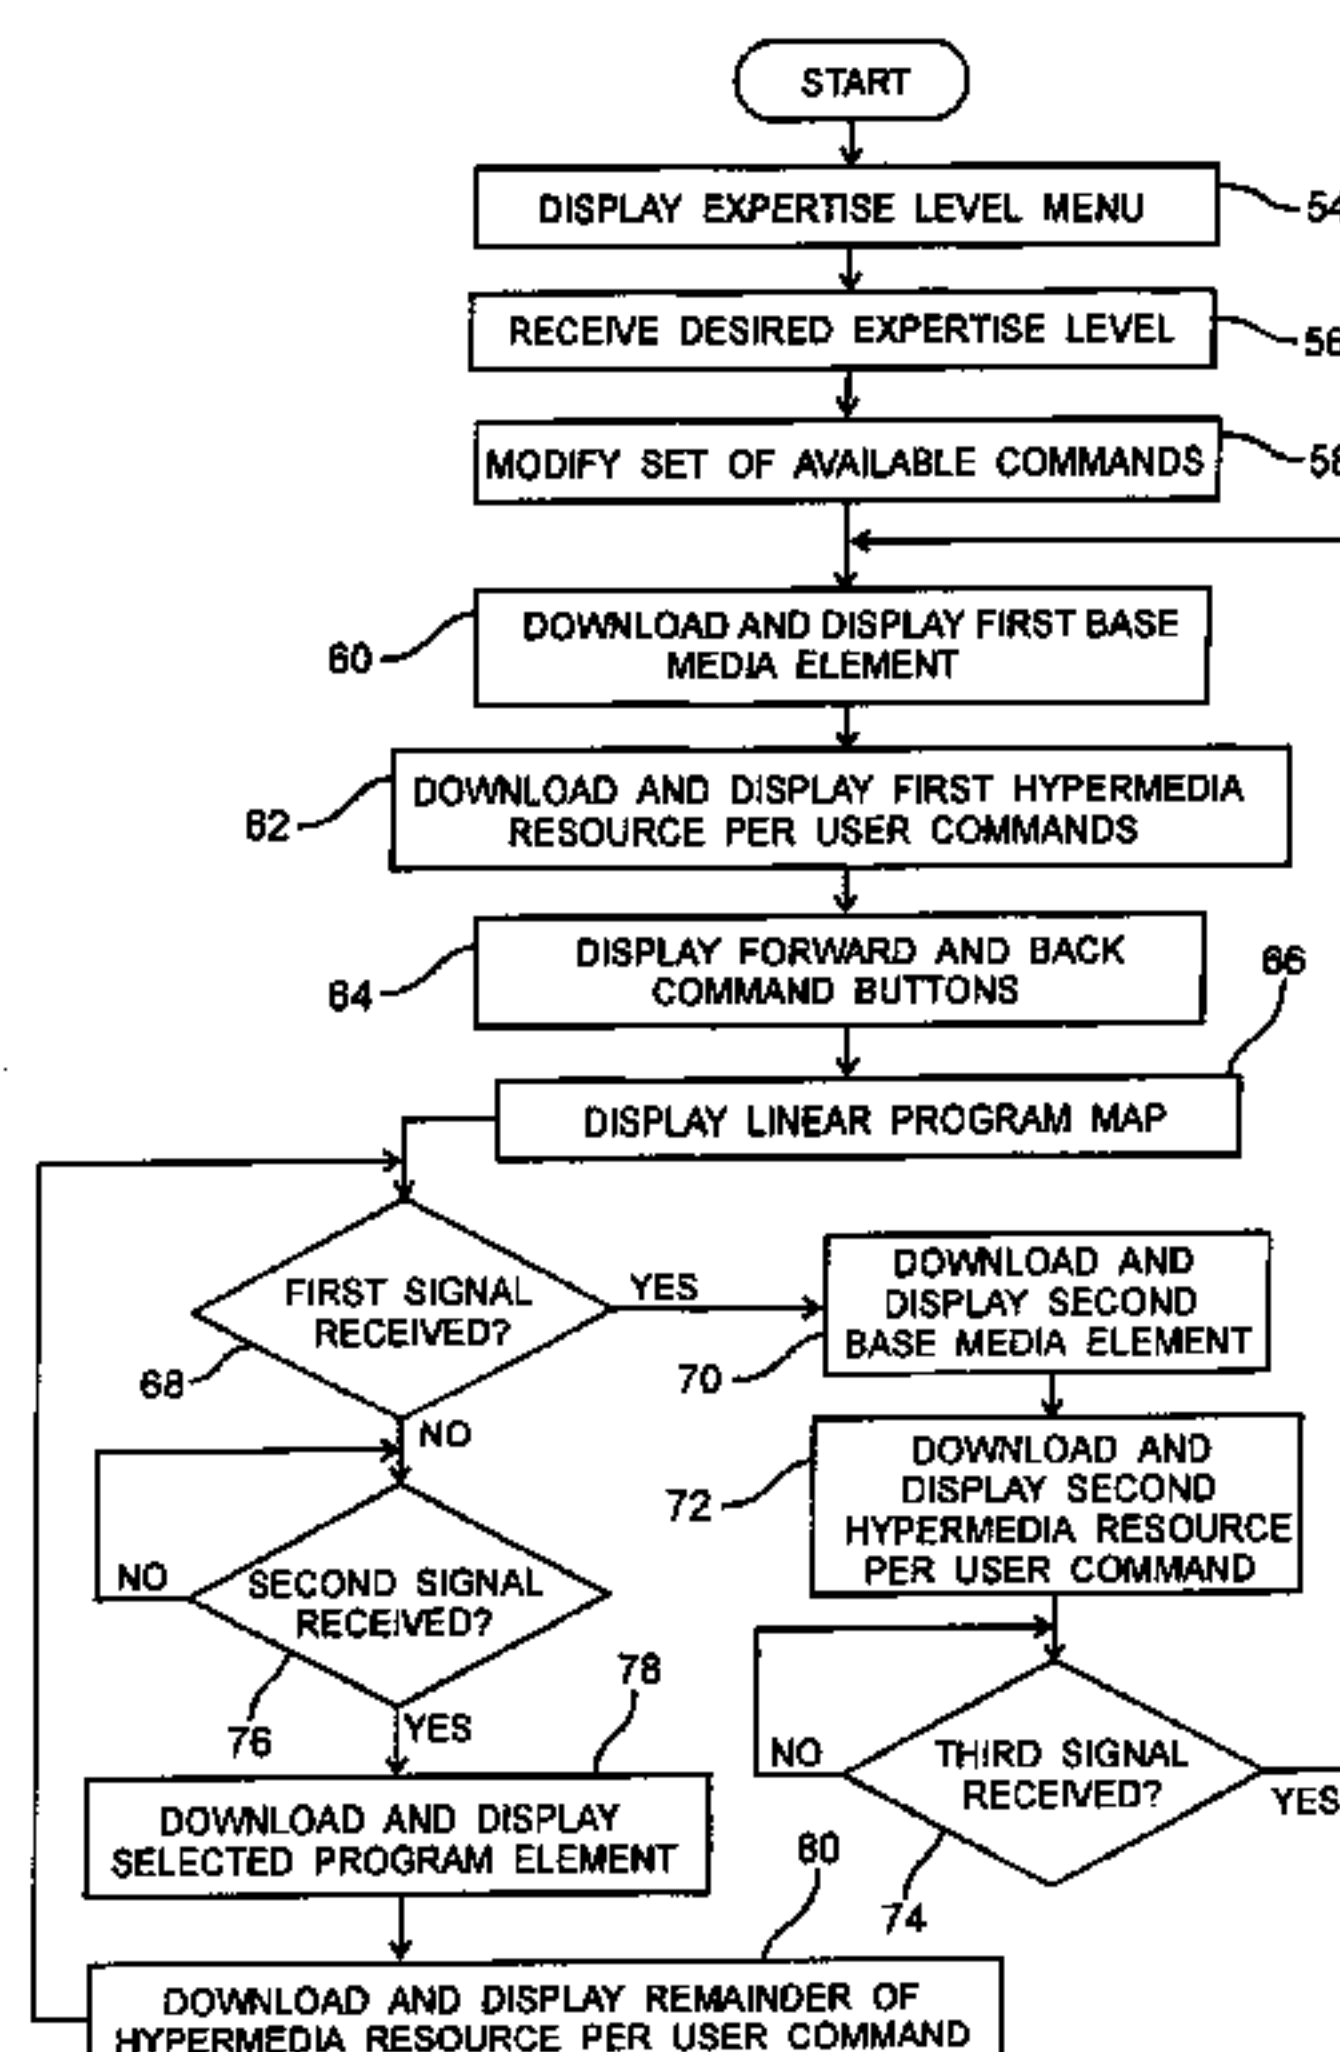 START
DISPLAY EXPERTISE LEVEL MENU
54
RECEIVE DESIRED EXPERTISE LEVEL
56
MODIFY SET OF AVAILABLE COMMANDS
58
DOWNLOAD AND DISPLAY FIRST BASE
MEDIA ELEMENT
60
DOWNLOAD AND DISPLAY FIRST HYPERMEDIA
RESOURCE PER USER COMMANDS
62
DISPLAY FORWARD AND BACK
COMMAND BUTTONS
64
66
DISPLAY LINEAR PROGRAM MAP
FIRST SIGNAL
RECEIVED?
YES
68
NO
DOWNLOAD AND
DISPLAY SECOND
BASE MEDIA ELEMENT
70
DOWNLOAD AND
DISPLAY SECOND
HYPERMEDIA RESOURCE
PER USER COMMAND
72
NO
SECOND SIGNAL
RECEIVED?
76
YES
78
NO
THIRD SIGNAL
RECEIVED?
YES
74
DOWNLOAD AND DISPLAY
SELECTED PROGRAM ELEMENT
80
DOWNLOAD AND DISPLAY REMAINDER OF
HYPERMEDIA RESOURCE PER USER COMMAND